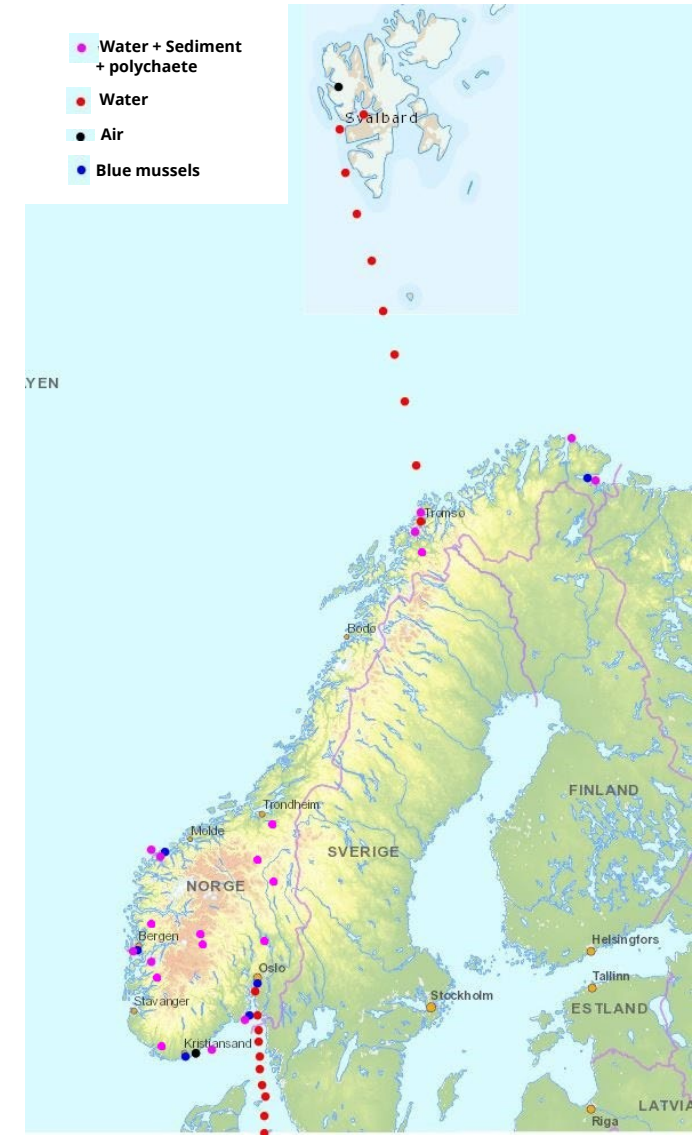 Water + Sediment
+ polychaete
Water
Air
Blue mussels
Svalbard
YEN
Tromsø
Bodø
Trondheim
Molde
FINLAND
SVERIGE
NORGE
Bergen
Helsingfors
Oslo
Tallinn
Stockholm
Stavanger
ESTLAND
Kristiansand
LATVIA
Riga